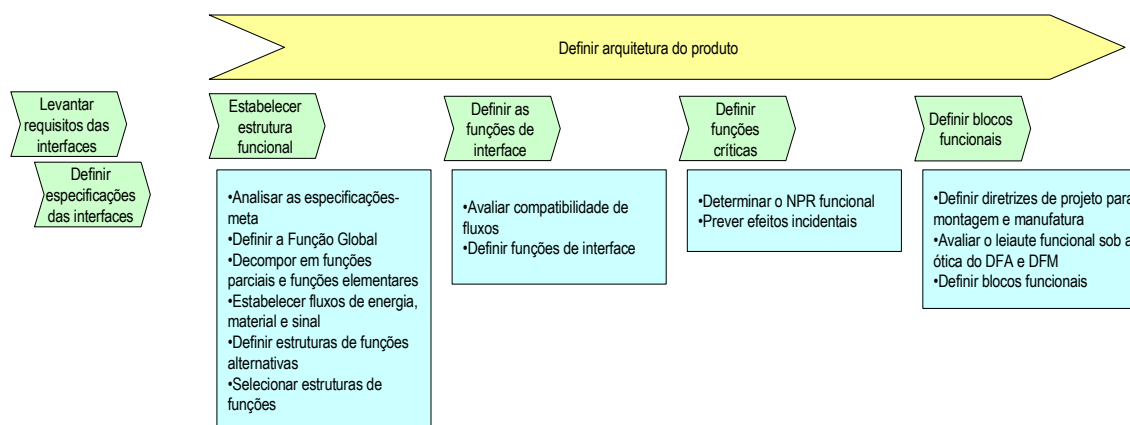 Definir arquitetura do produto
Levantar
requisitos das
interfaces
Definir
especificações
das interfaces
Estabelecer
estrutura
funcional
•Analisar as especificações-
meta
•Definir a Função Global
•Decompor em funções
parciais e funções elementares
•Estabelecer fluxos de energia,
material e sinal
•Definir estruturas de funções
alternativas
•Selecionar estruturas de
funções
Definir as
funções de
interface
•Avaliar compatibilidade de
fluxos
•Definir funções de interface
Definir
funções
críticas
•Determinar o NPR funcional
•Prever efeitos incidentais
Definir blocos
funcionais
•Definir diretrizes de projeto para
montagem e manufatura
•Avaliar o leiaute funcional sob a
ótica do DFA e DFM
•Definir blocos funcionais